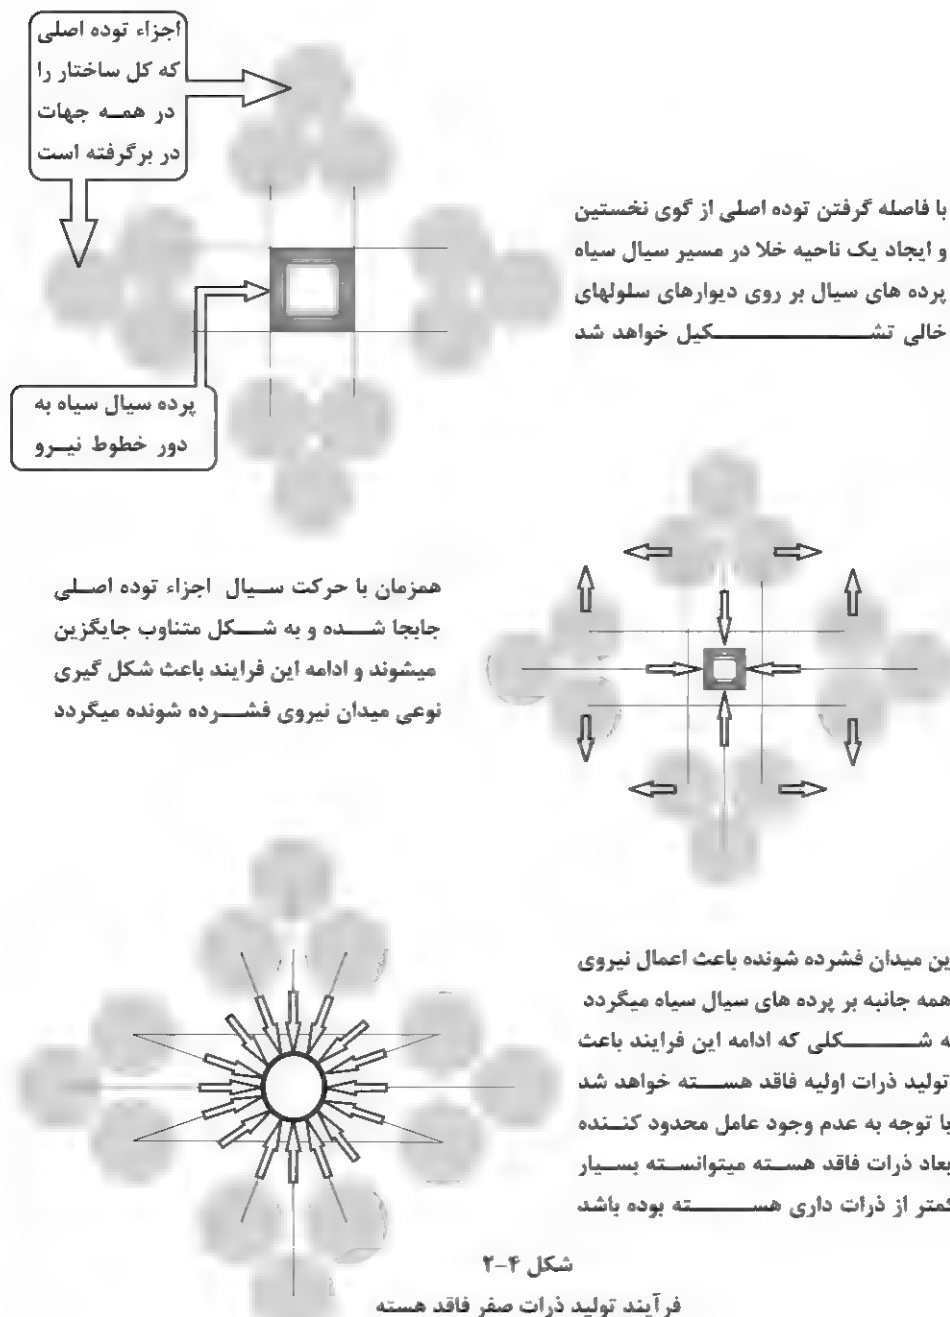 اجزاء توده اصلی
که کل ساختار را
در همه جهات
در برگرفته است
با فاصله گرفتن توده اصلی از گوی نخستین
و ایجاد یک ناحیه خلا در مسیر سیال سیاه
پرده های سیال بر روی دیوارهای سلولهای
خالی تشکیل خواهد شد
پرده سیال سیاه به
دور خطوط نیرو
همزمان با حرکت سیال اجزاء توده اصلی
جابجا شده و به شکل متناوب جایگزین
میشوند و ادامه این فرایند باعث شکل گیری
نوعی میدان نیروی فشرده شونده میگردد
ین میدان فشرده شونده باعث اعمال نیروی
همه جانبه بر پرده های سیال سیاه میگردد
ه شکلی که ادامه این فرایند باعث
تولید ذرات اولیه فاقد هسته خواهد شد
با توجه به عدم وجود عامل محدود کننده
بعاد ذرات فاقد هسته میتوانسته بسیار
کمتر از ذرات داری هسته بوده باشد
شکل ۴-۲
فرآیند تولید ذرات صفر فاقد هسته